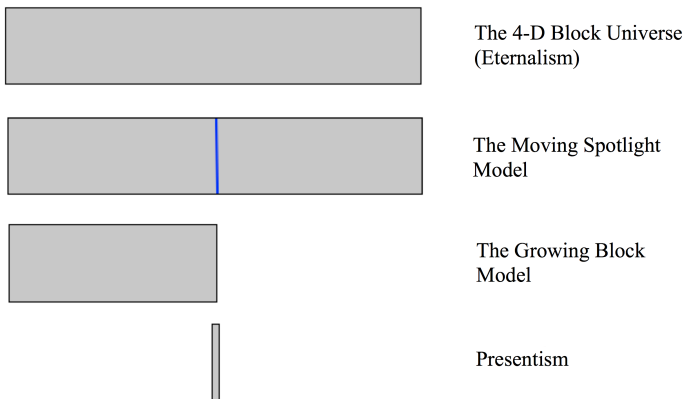 The 4-D Block Universe
(Eternalism)
The Moving Spotlight
Model
The Growing Block
Model
Presentism